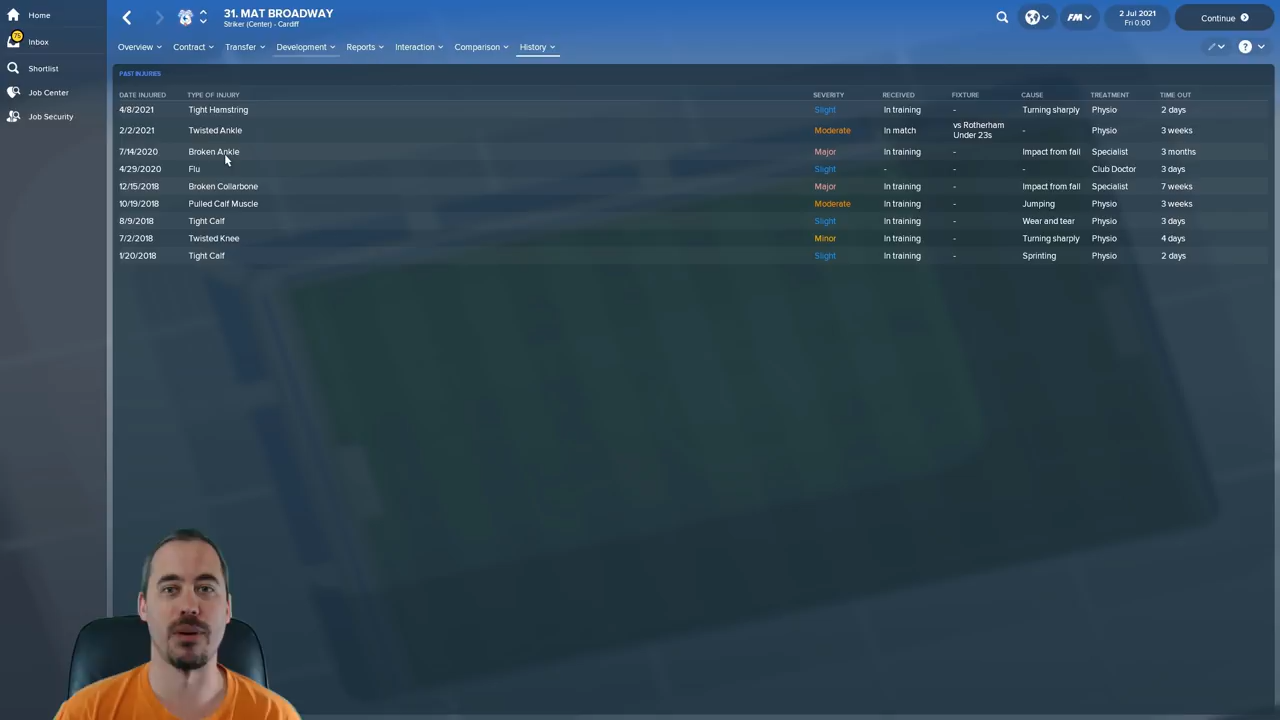 Home
75
Inbox
Shortlist
Job Center
Job Security
31. MAT BROADWAY
Striker (Center) - Cardiff
FM
2 Jul 2021
Fri 0:00
Continue
Overview Contract Transfer Development Reports Interaction Comparison History
?
PAST INJURIES
DATE INJURED TYPE OF INJURY SEVERITY RECEIVED FIXTURE CAUSE TREATMENT TIME OUT
4/8/2021 Tight Hamstring Slight In training - Turning sharply Physio 2 days
2/2/2021 Twisted Ankle Moderate In match vs Rotherham Under 23s - Physio 3 weeks
7/14/2020 Broken Ankle Major In training - Impact from fall Specialist 3 months
4/29/2020 Flu Slight - - - Club Doctor 3 days
12/15/2018 Broken Collarbone Major In training - Impact from fall Specialist 7 weeks
10/19/2018 Pulled Calf Muscle Moderate In training - Jumping Physio 3 weeks
8/9/2018 Tight Calf Slight In training - Wear and tear Physio 3 days
7/2/2018 Twisted Knee Minor In training - Turning sharply Physio 4 days
1/20/2018 Tight Calf Slight In training - Sprinting Physio 2 days